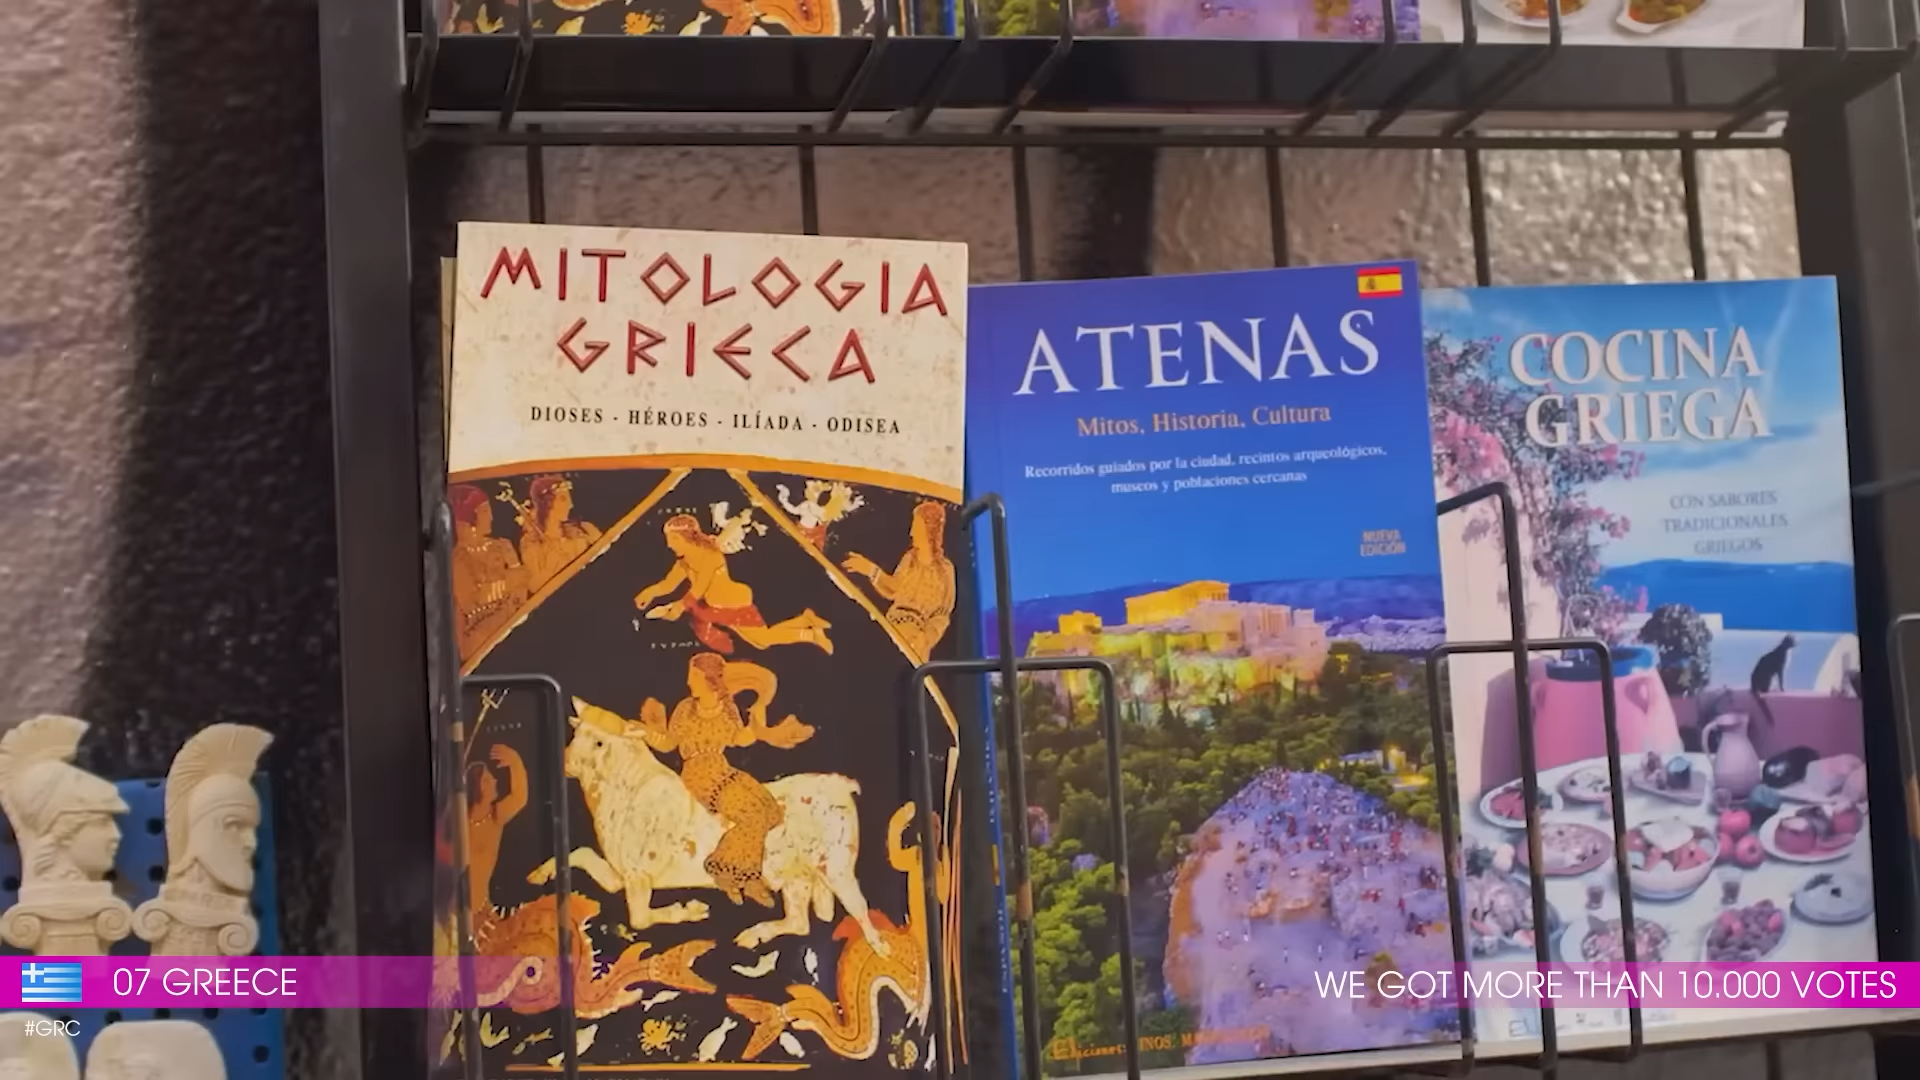 MITOLOGIA
GRIECA
DIOSES - HÉROES - ILÍADA - ODISEA
ATENAS
Mitos, Historia, Cultura
Recorridos guiados por la ciudad, recintos arqueológicos,
museos y poblaciones cercanas
NUEVA
EDICIÓN
COCINA
GRIEGA
CON SABORES
TRADICIONALES
GRIEGOS
Ediciones
07 GREECE
WE GOT MORE THAN 10.000 VOTES
#GRC